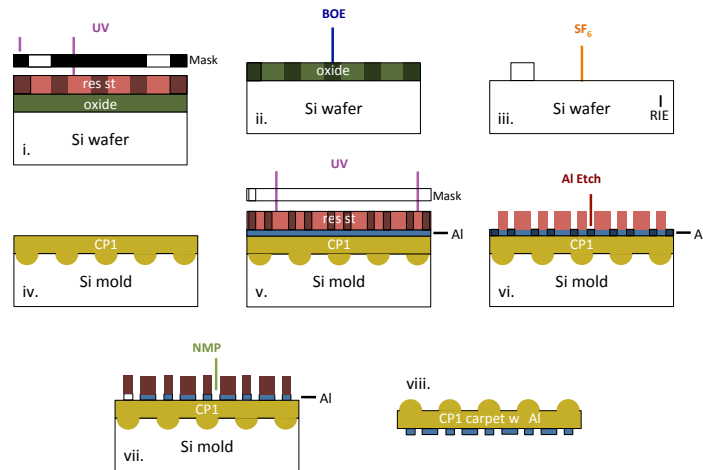 UV
Mask
res st
oxide
Si wafer
i.
BOE
oxide
Si wafer
ii.
SF6
Si wafer
RIE
iii.
CP1
Si mold
iv.
UV
Mask
res st
Al
CP1
Si mold
v.
Al Etch
A
CP1
Si mold
vi.
NMP
Al
CP1
Si mold
vii.
viii.
CP1 carpet w Al